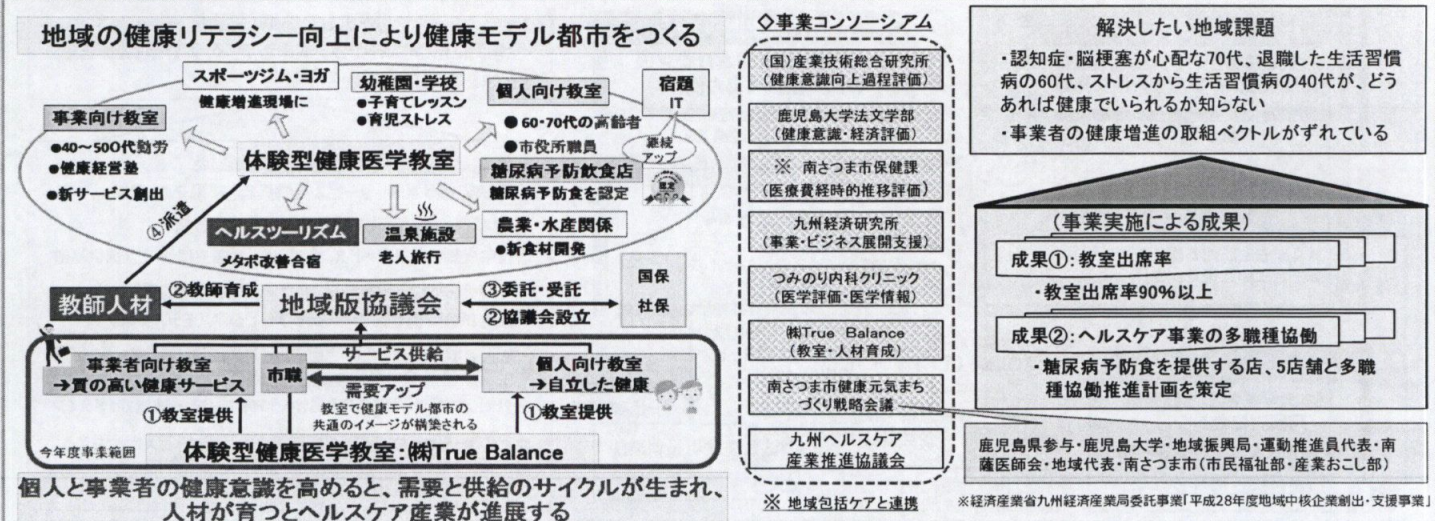 地域の健康リテラシー向上により健康モデル都市をつくる
スポーツジム・ヨガ
健康増進現場に
幼稚園・学校
●子育てレッスン
●育児ストレス
個人向け教室
●60・70代の高齢者
●市役所職員
宿題
IT
継続
アップ
事業向け教室
●40～500代勤労
●健康経営塾
●新サービス創出
体験型健康医学教室
糖尿病予防飲食店
糖尿病予防食を認定
④派遣
ヘルスツーリズム
メタボ改善合宿
温泉施設
老人旅行
農業・水産関係
●新食材開発
教師人材
②教師育成
地域版協議会
③委託・受託
②協議会設立
国保
社保
事業者向け教室
→質の高い健康サービス
市職
サービス供給
需要アップ
教室で健康モデル都市の
共通のイメージが構築される
個人向け教室
→自立した健康
①教室提供
①教室提供
今年度事業範囲
体験型健康医学教室：㈱True Balance
個人と事業者の健康意識を高めると、需要と供給のサイクルが生まれ、
人材が育つとヘルスケア産業が進展する
◇事業コンソーシアム
(国)産業技術総合研究所
(健康意識向上過程評価)
鹿児島大学法文学部
(健康意識・経済評価)
※ 南さつま市保健課
(医療費経時的推移評価)
九州経済研究所
(事業・ビジネス展開支援)
つみのり内科クリニック
(医学評価・医学情報)
㈱True Balance
(教室・人材育成)
南さつま市健康元気まち
づくり戦略会議
九州ヘルスケア
産業推進協議会
※ 地域包括ケアと連携
解決したい地域課題
・認知症・脳梗塞が心配な70代、退職した生活習慣
病の60代、ストレスから生活習慣病の40代が、どう
あれば健康でいられるか知らない
・事業者の健康増進の取組ベクトルがずれている
(事業実施による成果)
成果①：教室出席率
・教室出席率90%以上
成果②：ヘルスケア事業の多職種協働
・糖尿病予防食を提供する店、5店舗と多職
種協働推進計画を策定
鹿児島県参与・鹿児島大学・地域振興局・運動推進員代表・南
薩医師会・地域代表・南さつま市(市民福祉部・産業おこし部)
※経済産業省九州経済産業局委託事業「平成28年度地域中核企業創出・支援事業」